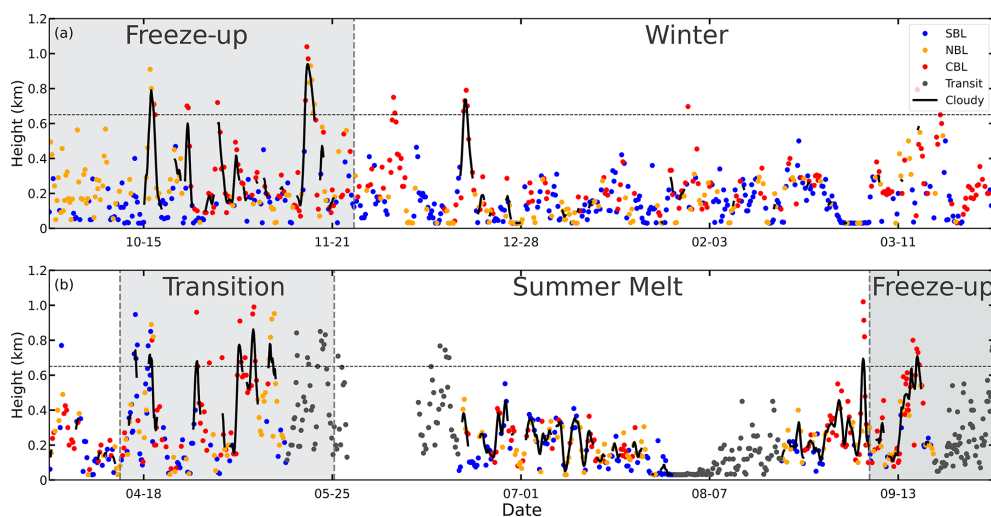 (a)
Freeze-up
Winter
SBL
NBL
CBL
Transit
Cloudy
Height (km)
1.2
1.0
0.8
0.6
0.4
0.2
0
10-15
11-21
12-28
02-03
03-11
(b)
Transition
Summer Melt
Freeze-up
Height (km)
1.2
1.0
0.8
0.6
0.4
0.2
0
04-18
05-25
07-01
08-07
09-13
Date